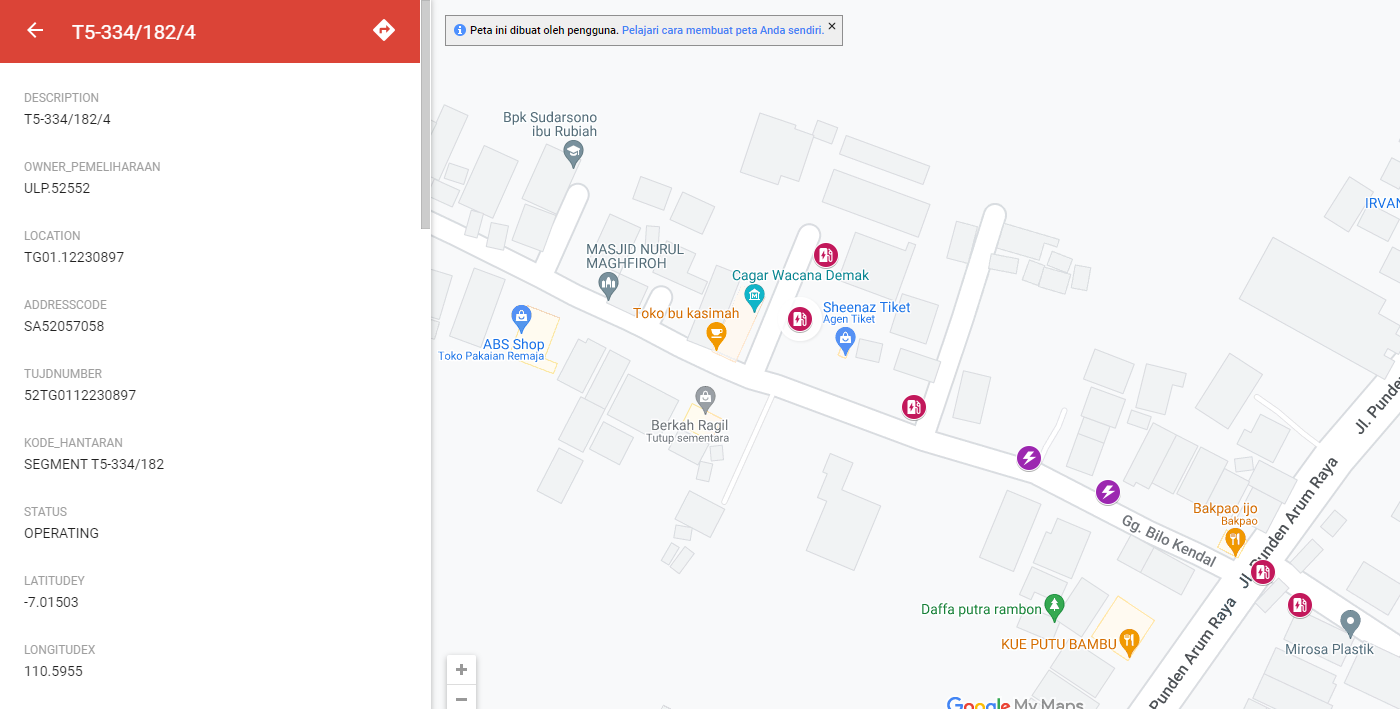 T5-334/182/4
DESCRIPTION
T5-334/182/4
OWNER_PEMELIHARAAN
ULP.52552
LOCATION
TG01.12230897
ADDRESSCODE
SA52057058
TUJDNUMBER
52TG0112230897
KODE_HANTARAN
SEGMENT T5-334/182
STATUS
OPERATING
LATITUDEY
-7.01503
LONGITUDEX
110.5955
Peta ini dibuat oleh pengguna. Pelajari cara membuat peta Anda sendiri.
Bpk Sudarsono
ibu Rubiah
IRVAN
MASJID NURUL
MAGHFIROH
Cagar Wacana Demak
Toko bu kasimah
Sheenaz Tiket
Agen Tiket
ABS Shop
Toko Pakaian Remaja
Berkah Ragil
Tutup sementara
Jl. Punden
Jl. Punden Arum Raya
Bakpao ijo
Bakpao
Gg. Bilo Kendal
Daffa putra rambon
KUE PUTU BAMBU
Punden Arum Raya
Mirosa Plastik
Google My Maps